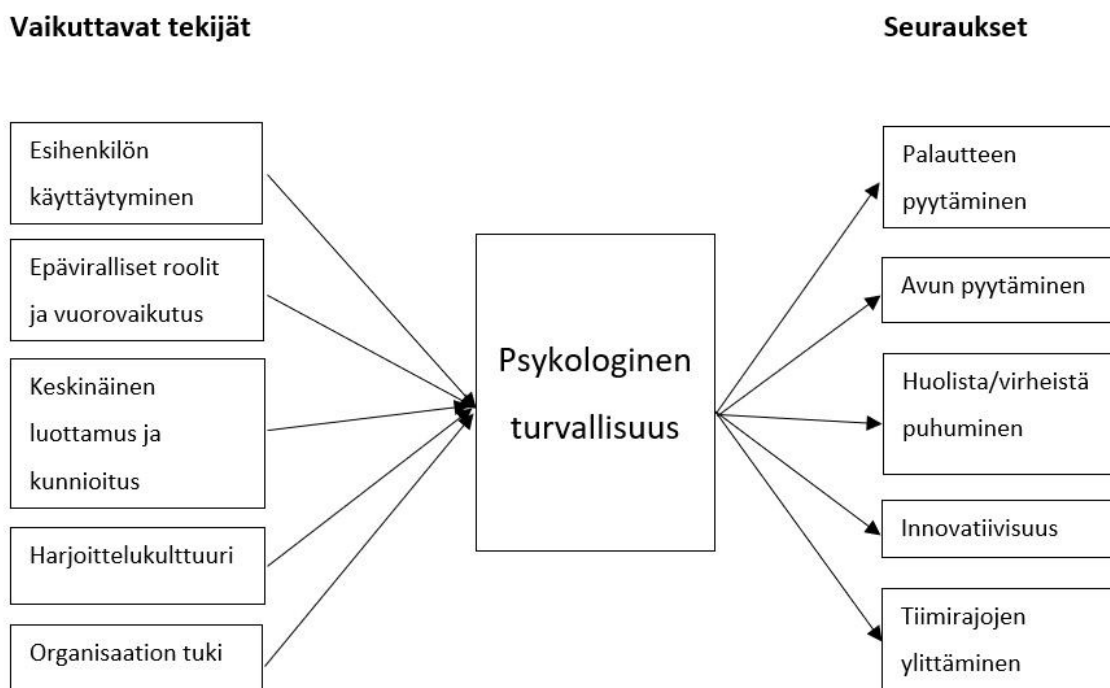 Vaikuttavat tekijät
Esihenkilön
käyttäytyminen
Epäviralliset roolit
ja vuorovaikutus
Keskinäinen
luottamus ja
kunnioitus
Harjoittelukulttuuri
Organisaation tuki
Psykologinen
turvallisuus
Seuraukset
Palautteen
pyytäminen
Avun pyytäminen
Huolista/virheistä
puhuminen
Innovatiivisuus
Tiimirajojen
ylittäminen